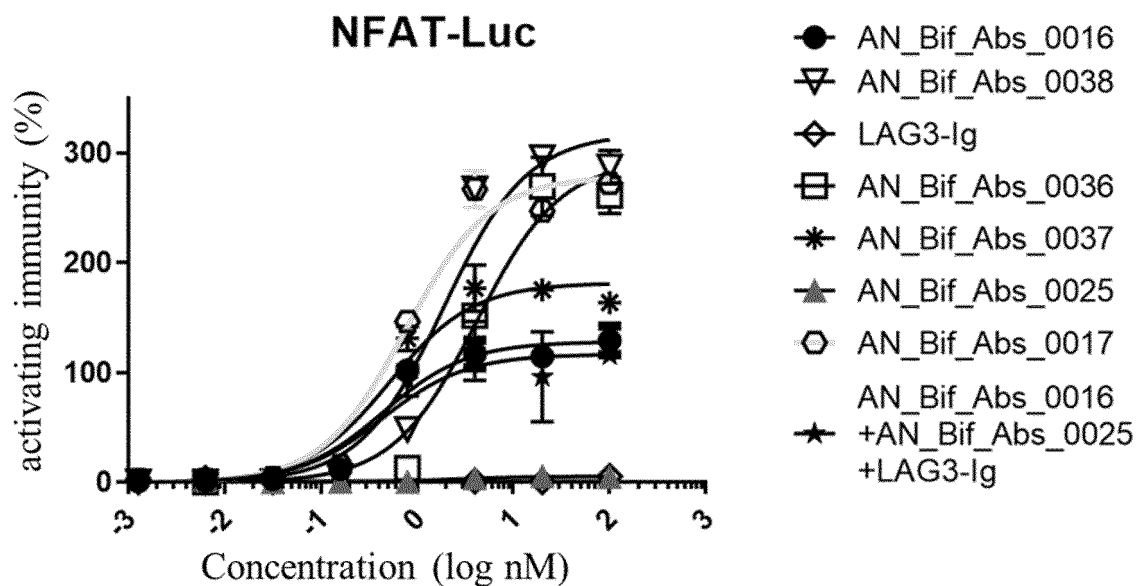 NFAT-Luc
activating immunity (%)
300
200
100
0
-3
-2
-1
0
1
2
3
Concentration (log nM)
AN_Bif_Abs_0016
AN_Bif_Abs_0038
LAG3-Ig
AN_Bif_Abs_0036
AN_Bif_Abs_0037
AN_Bif_Abs_0025
AN_Bif_Abs_0017
AN_Bif_Abs_0016
+AN_Bif_Abs_0025
+LAG3-Ig